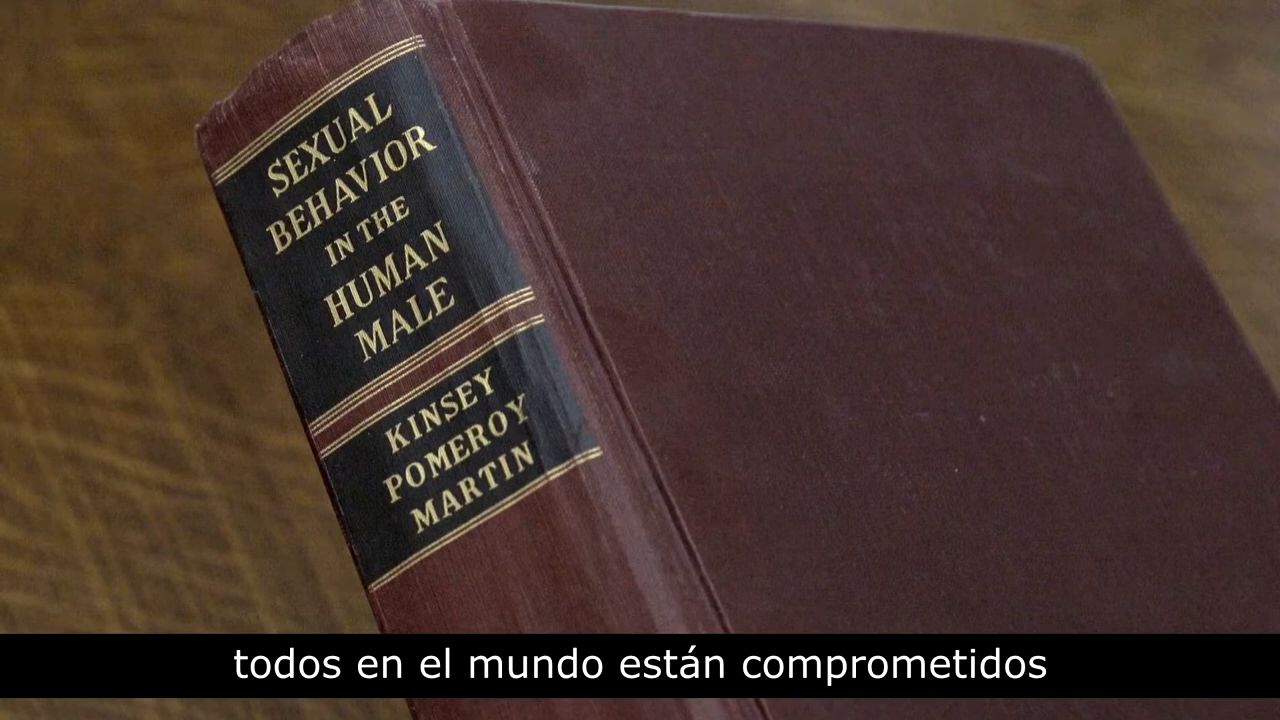 SEXUAL
BEHAVIOR
IN THE
HUMAN
MALE
KINSEY
POMEROY
MARTIN
todos en el mundo están comprometidos